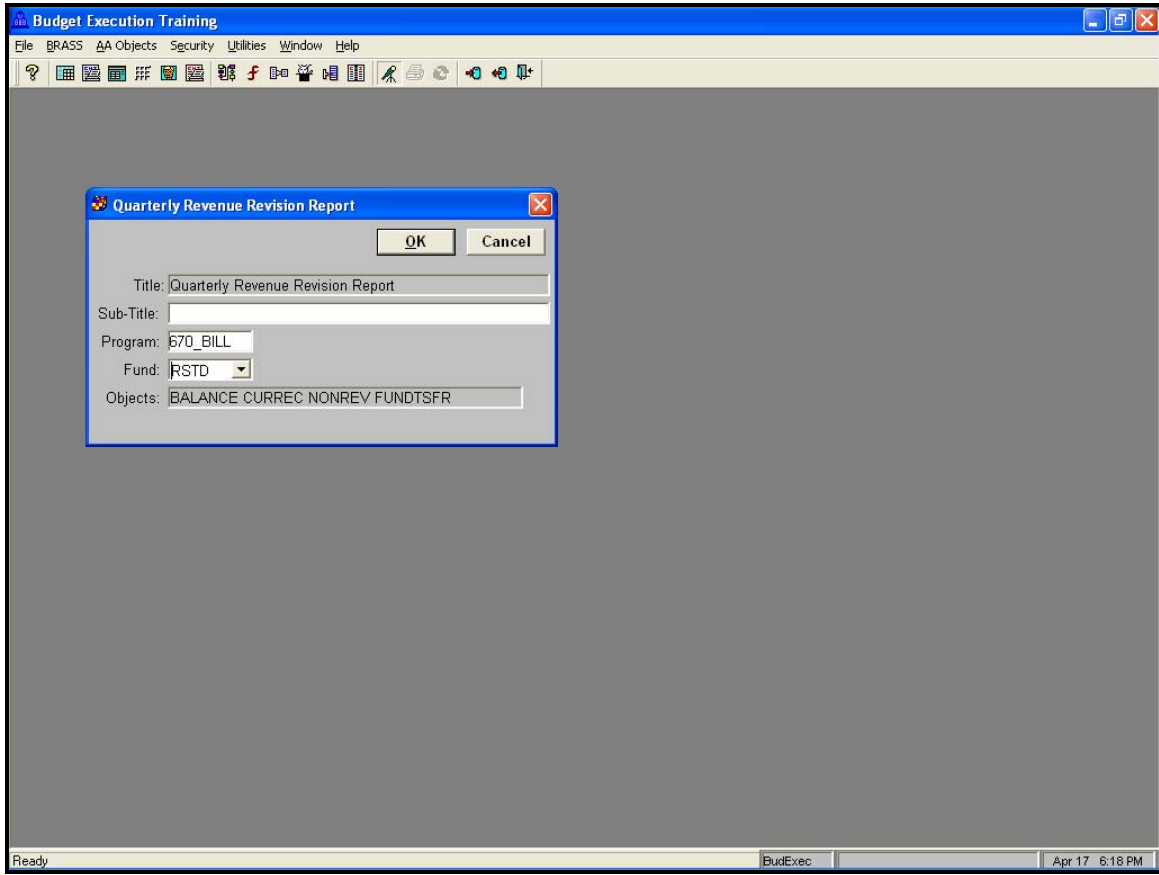 Budget Execution Training
File BRASS AA Objects Security Utilities Window Help
Quarterly Revenue Revision Report
OK Cancel
Title: Quarterly Revenue Revision Report
Sub-Title:
Program: 670_BILL
Fund: RSTD
Objects: BALANCE CURREC NONREV FUNDTSFR
Ready BudExec Apr 17 6:18 PM